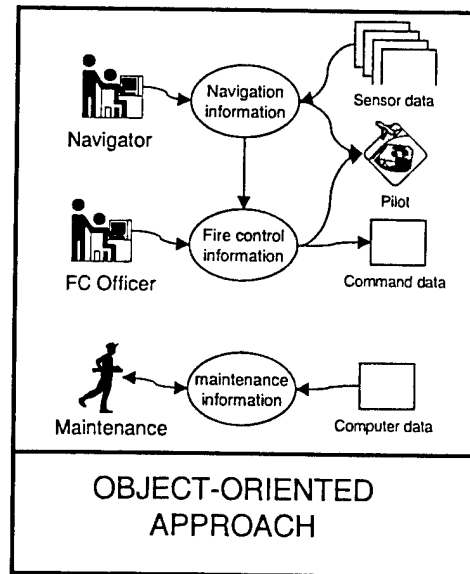 Navigation
information
Sensor data
Navigator
Pilot
Fire control
information
FC Officer
Command data
maintenance
information
Maintenance
Computer data
OBJECT-ORIENTED
APPROACH